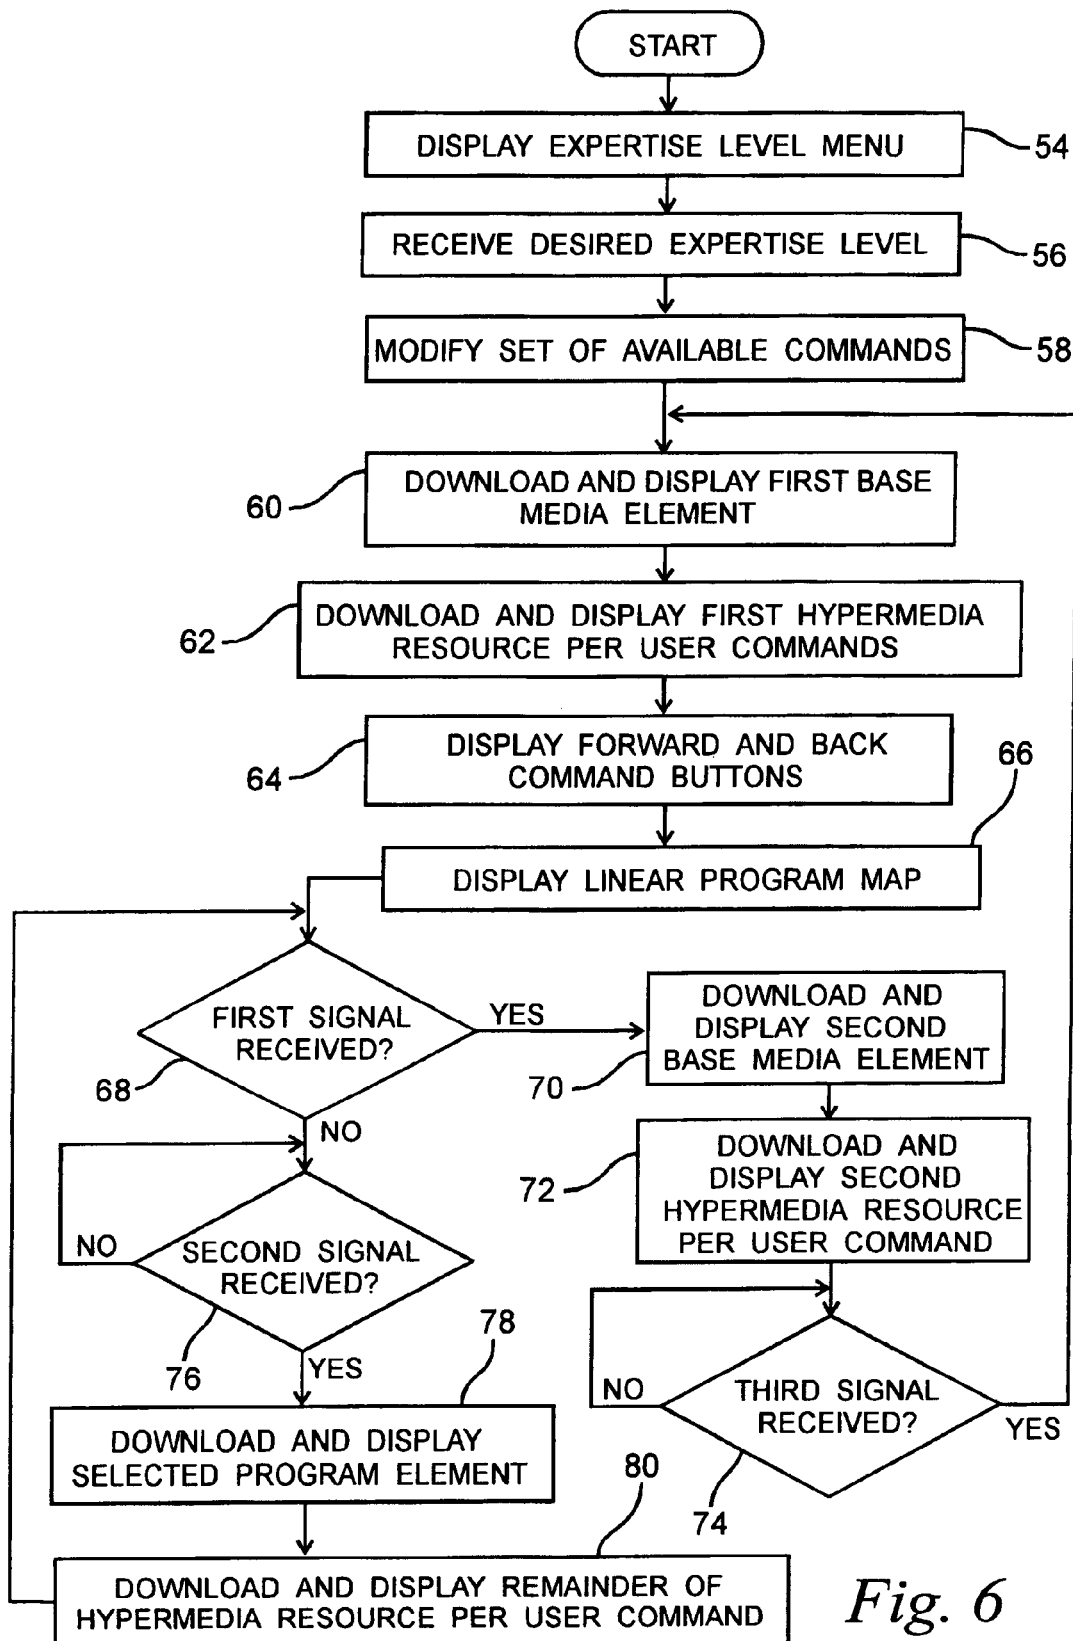 START
DISPLAY EXPERTISE LEVEL MENU
54
RECEIVE DESIRED EXPERTISE LEVEL
56
MODIFY SET OF AVAILABLE COMMANDS
58
DOWNLOAD AND DISPLAY FIRST BASE
MEDIA ELEMENT
60
DOWNLOAD AND DISPLAY FIRST HYPERMEDIA
RESOURCE PER USER COMMANDS
62
DISPLAY FORWARD AND BACK
COMMAND BUTTONS
64
66
DISPLAY LINEAR PROGRAM MAP
FIRST SIGNAL
RECEIVED?
68
YES
DOWNLOAD AND
DISPLAY SECOND
BASE MEDIA ELEMENT
70
NO
DOWNLOAD AND
DISPLAY SECOND
HYPERMEDIA RESOURCE
PER USER COMMAND
72
SECOND SIGNAL
RECEIVED?
NO
76
YES
78
THIRD SIGNAL
RECEIVED?
NO
YES
74
DOWNLOAD AND DISPLAY
SELECTED PROGRAM ELEMENT
80
DOWNLOAD AND DISPLAY REMAINDER OF
HYPERMEDIA RESOURCE PER USER COMMAND
Fig. 6